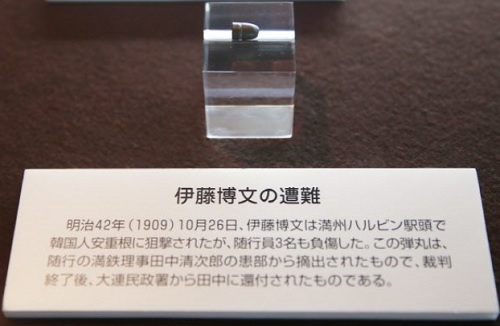 伊藤博文の遭難
明治42年(1909)10月26日、伊藤博文は満州ハルビン駅頭で
韓国人安重根に狙撃されたが、随行員3名も負傷した。この弾丸は、
随行の満鉄理事田中清次郎の患部から摘出されたもので、裁判
終了後、大連民政署から田中に還付されたものである。